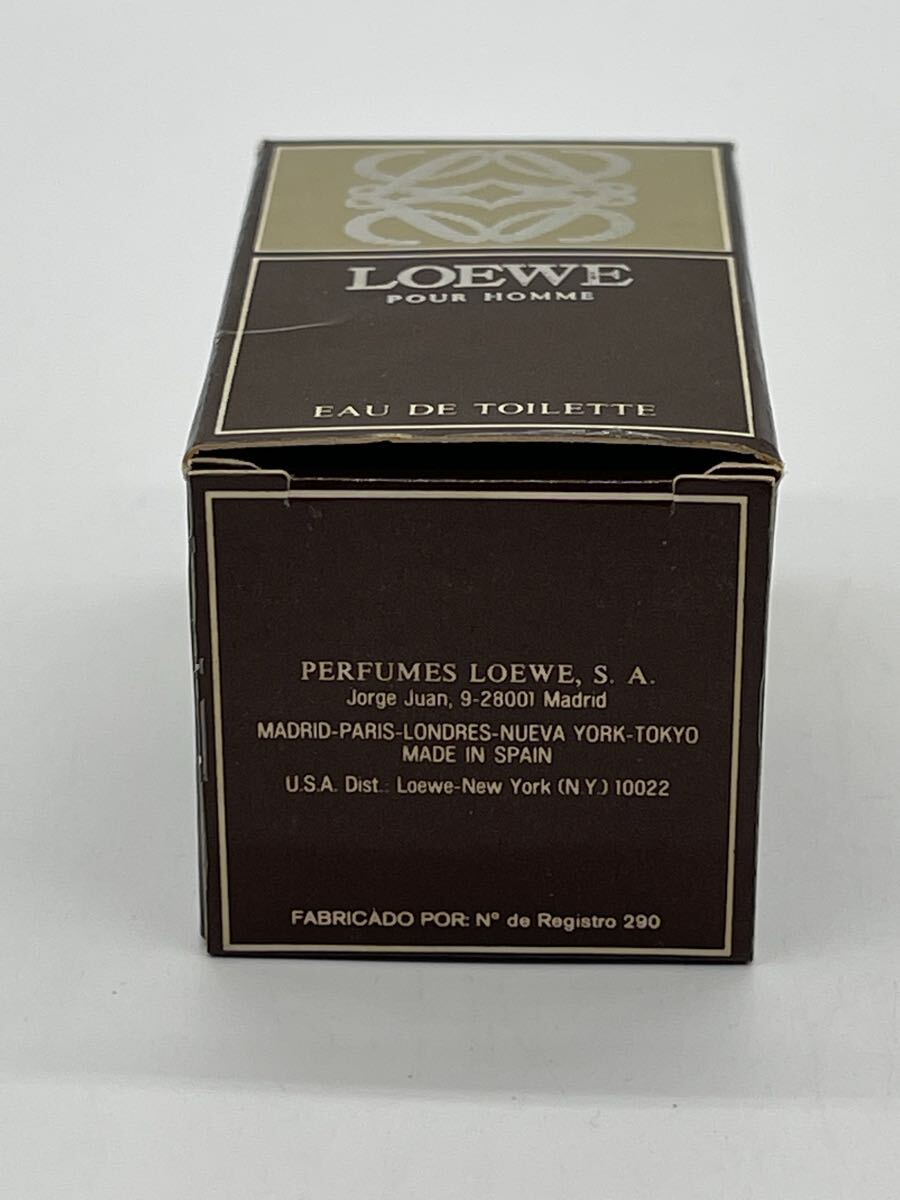 LOEWE
POUR HOMME
EAU DE TOILETTE
PERFUMES LOEWE, S. A.
Jorge Juan, 9-28001 Madrid
MADRID-PARIS-LONDRES-NUEVA YORK-TOKYO
MADE IN SPAIN
U.S.A. Dist.: Loewe-New York (N.Y.) 10022
FABRICADO POR: Nº de Registro 290